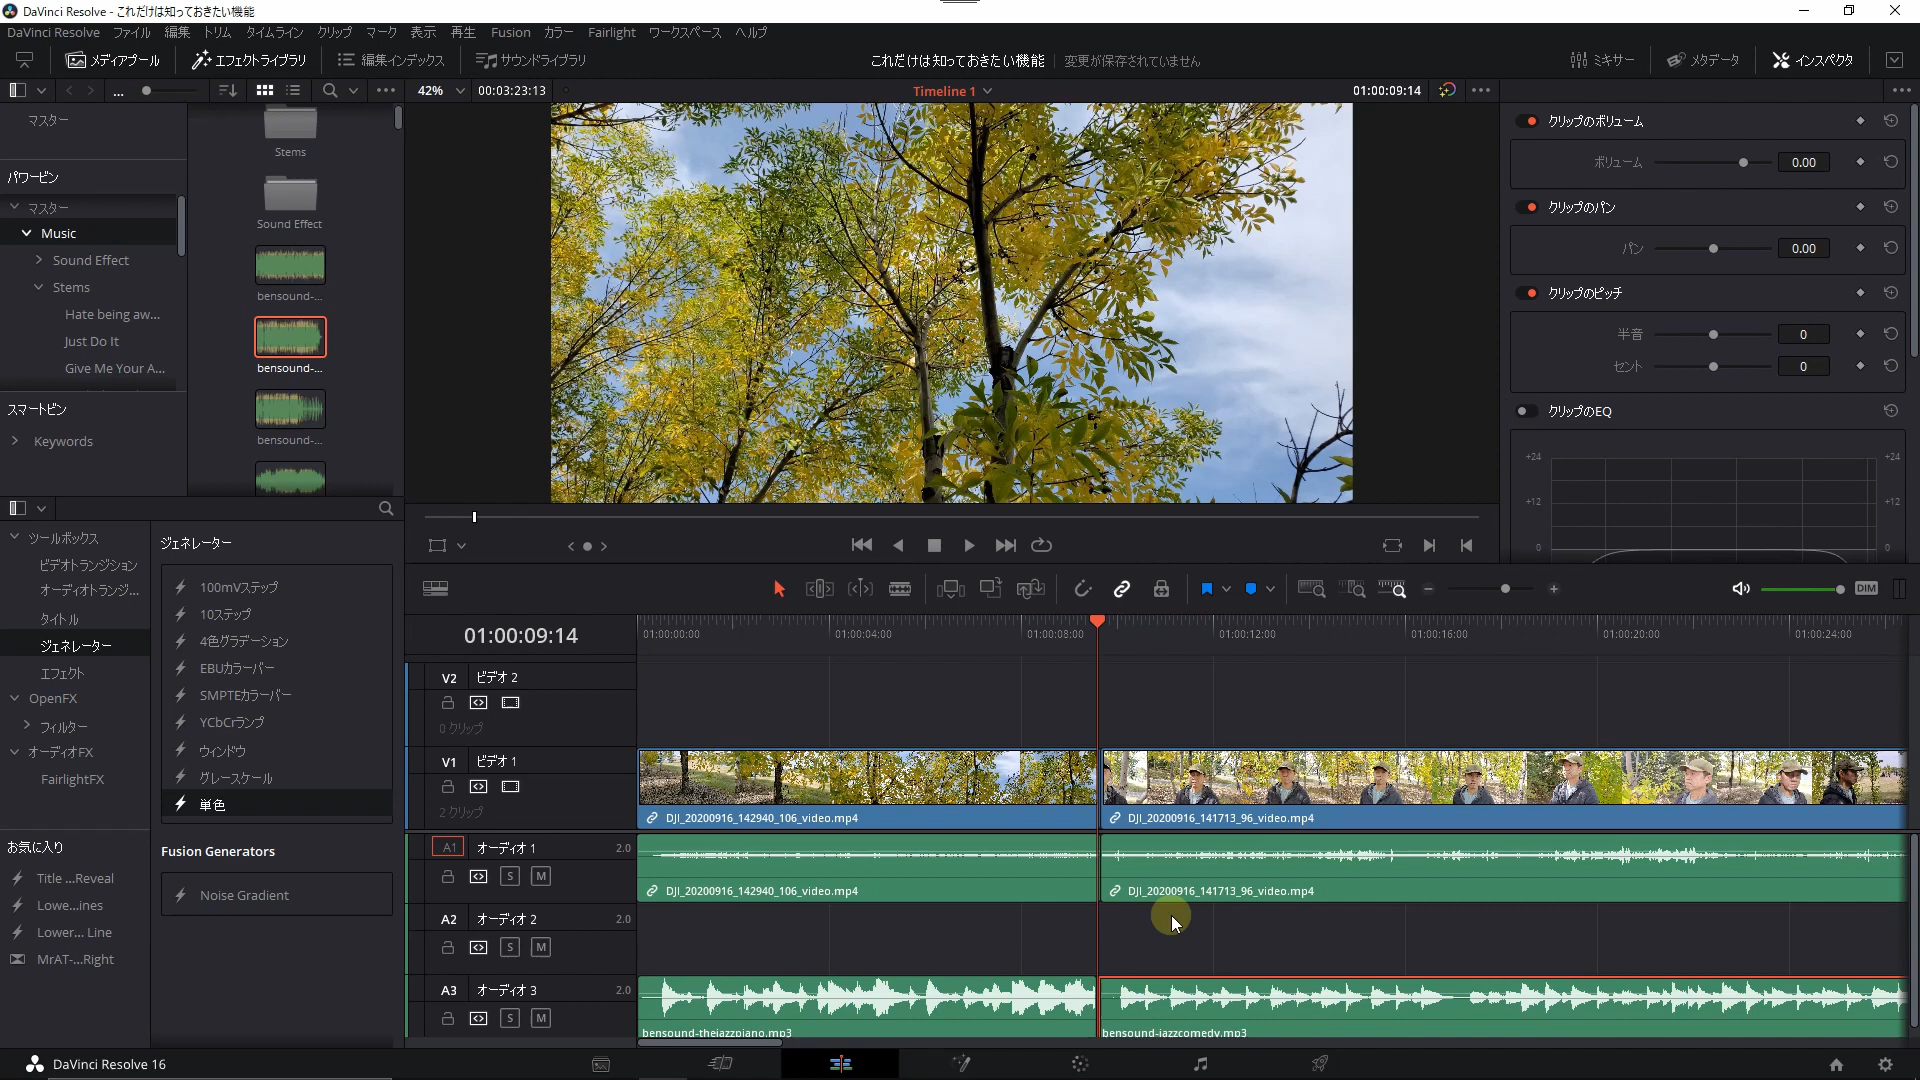 DaVinci Resolve - これだけは知っておきたい機能
DaVinci Resolve ファイル 編集 トリム タイムライン クリップ マーク 表示 再生 Fusion カラー Fairlight ワークスペース ヘルプ
メディアプール エフェクトライブラリ 編集インデックス サウンドライブラリ これだけは知っておきたい機能 変更が保存されていません ミキサー メタデータ インスペクタ
... 42% 00:03:23:13 Timeline 1 01:00:09:14
マスター
パワービン
マスター
Music
Sound Effect
Stems
Hate being aw...
Just Do It
Give Me Your A...
スマートビン
Keywords
Stems
Sound Effect
bensound-...
bensound-...
bensound-...
クリップのボリューム
ボリューム 0.00
クリップのパン
パン 0.00
クリップのピッチ
半音 0
セント 0
クリップのEQ
+24 +24
+12 +12
0 0
ツールボックス
ビデオトランジション
オーディオトランジ...
タイトル
ジェネレーター
エフェクト
OpenFX
フィルター
オーディオFX
FairlightFX
お気に入り
Title ...Reveal
Lowe...ines
Lower... Line
MrAT-...Right
ジェネレーター
100mVステップ
10ステップ
4色グラデーション
EBUカラーバー
SMPTEカラーバー
YCbCrランプ
ウィンドウ
グレースケール
単色
Fusion Generators
Noise Gradient
DIM
01:00:09:14
01:00:00:00 01:00:04:00 01:00:08:00 01:00:12:00 01:00:16:00 01:00:20:00 01:00:24:00
V2 ビデオ 2
0 クリップ
V1 ビデオ 1
2 クリップ
DJI_20200916_142940_106_video.mp4 DJI_20200916_141713_96_video.mp4
A1 オーディオ 1 2.0
S M
DJI_20200916_142940_106_video.mp4 DJI_20200916_141713_96_video.mp4
A2 オーディオ 2 2.0
S M
A3 オーディオ 3 2.0
S M
bensound-thejazzpiano.mp3 bensound-jazzcomedy.mp3
DaVinci Resolve 16